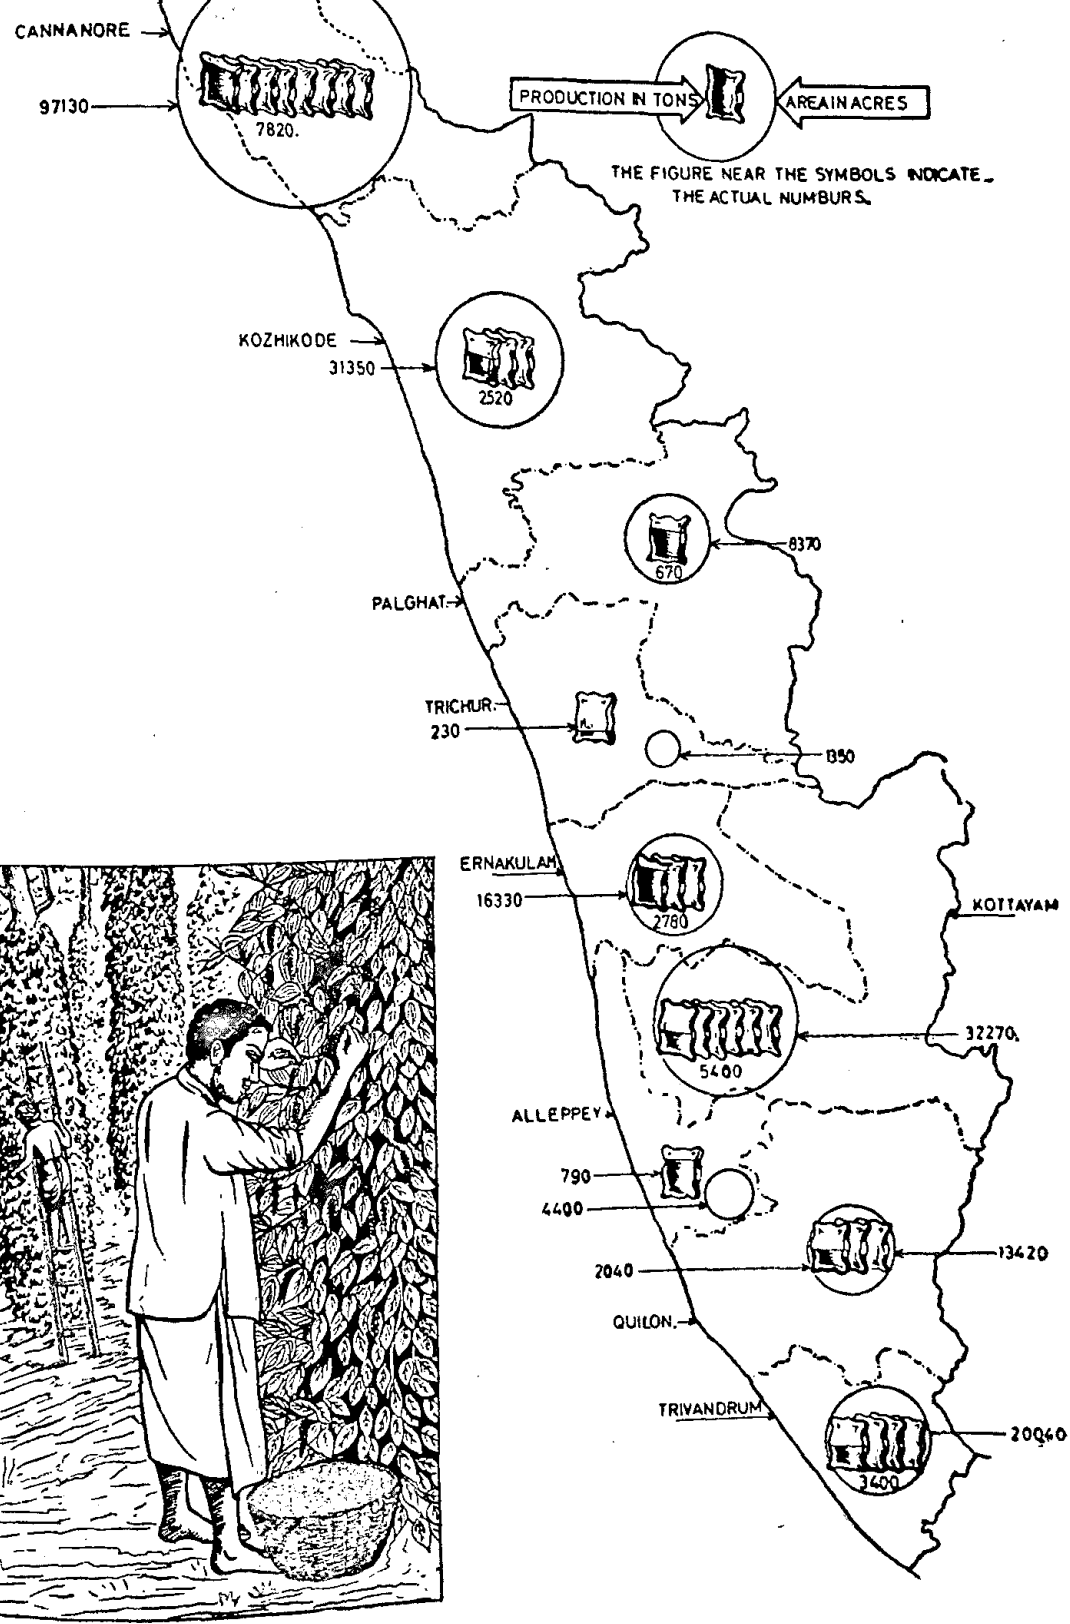 CANNANORE
97130
7820.
PRODUCTION IN TONS
AREA IN ACRES
THE FIGURE NEAR THE SYMBOLS INDICATE
THE ACTUAL NUMBURS.
KOZHIKODE
31350
2520
8370
670
PALGHAT.
TRICHUR.
230
1350
ERNAKULAM
16330
2780
KOTTAYAM
32270.
5400
ALLEPPEY
790
4400
13420
2040
QUILON.
TRIVANDRUM
20040
3400